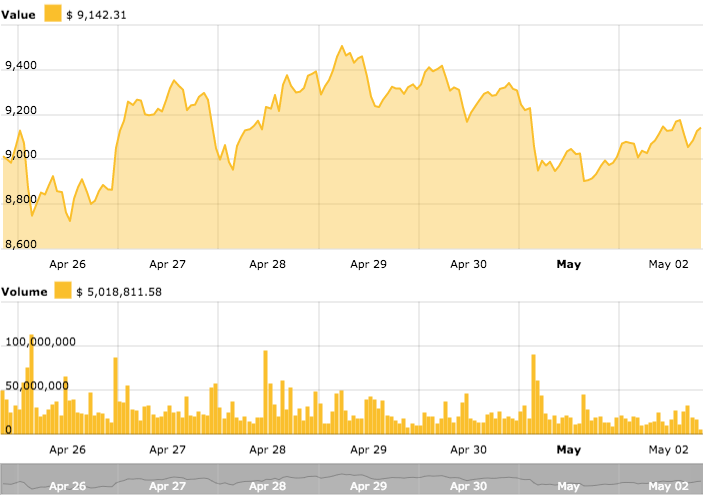 Value $ 9,142.31
9,400
9,200
9,000
8,800
8,600
Apr 26 Apr 27 Apr 28 Apr 29 Apr 30 May May 02
Volume $ 5,018,811.58
100,000,000
50,000,000
0
Apr 26 Apr 27 Apr 28 Apr 29 Apr 30 May May 02
Apr 26 Apr 27 Apr 28 Apr 29 Apr 30 May May 02